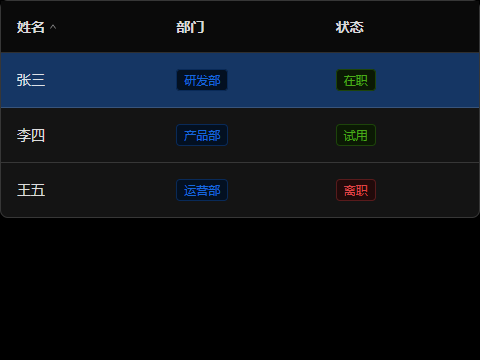 姓名 部门 状态
张三 研发部 在职
李四 产品部 试用
王五 运营部 离职